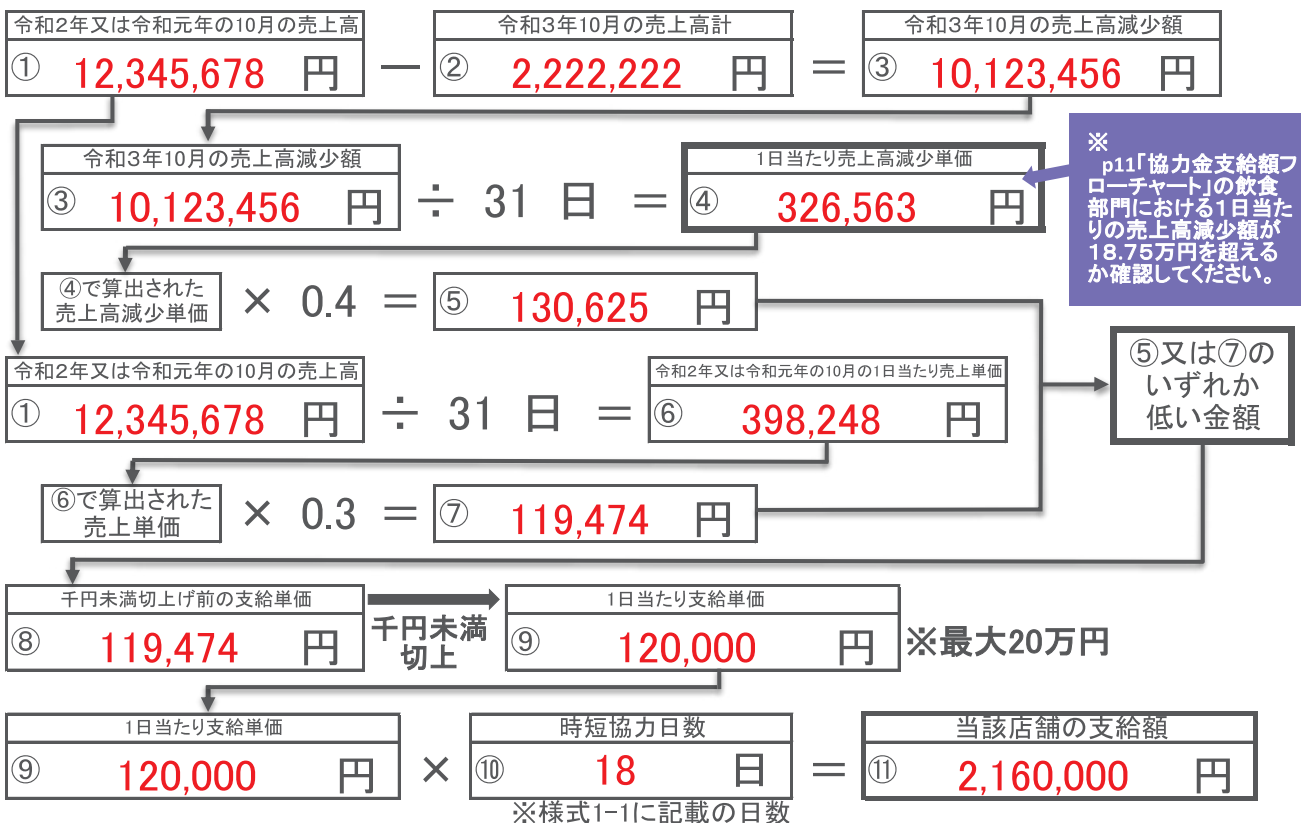 令和2年又は令和元年の10月の売上高
① 12,345,678 円
－
令和3年10月の売上高計
② 2,222,222 円
＝
令和3年10月の売上高減少額
③ 10,123,456 円
令和3年10月の売上高減少額
③ 10,123,456 円
÷ 31 日 ＝
1日当たり売上高減少単価
④ 326,563 円
※
p11「協力金支給額フ
ローチャート」の飲食
部門における1日当た
りの売上高減少額が
18.75万円を超える
か確認してください。
④で算出された
売上高減少単価
× 0.4 ＝
⑤ 130,625 円
令和2年又は令和元年の10月の売上高
① 12,345,678 円
÷ 31 日 ＝
令和2年又は令和元年の10月の1日当たり売上単価
⑥ 398,248 円
⑤又は⑦の
いずれか
低い金額
⑥で算出された
売上単価
× 0.3 ＝
⑦ 119,474 円
千円未満切上げ前の支給単価
⑧ 119,474 円
千円未満
切上
1日当たり支給単価
⑨ 120,000 円
※最大20万円
1日当たり支給単価
⑨ 120,000 円
×
時短協力日数
⑩ 18 日
※様式1-1に記載の日数
＝
当該店舗の支給額
⑪ 2,160,000 円